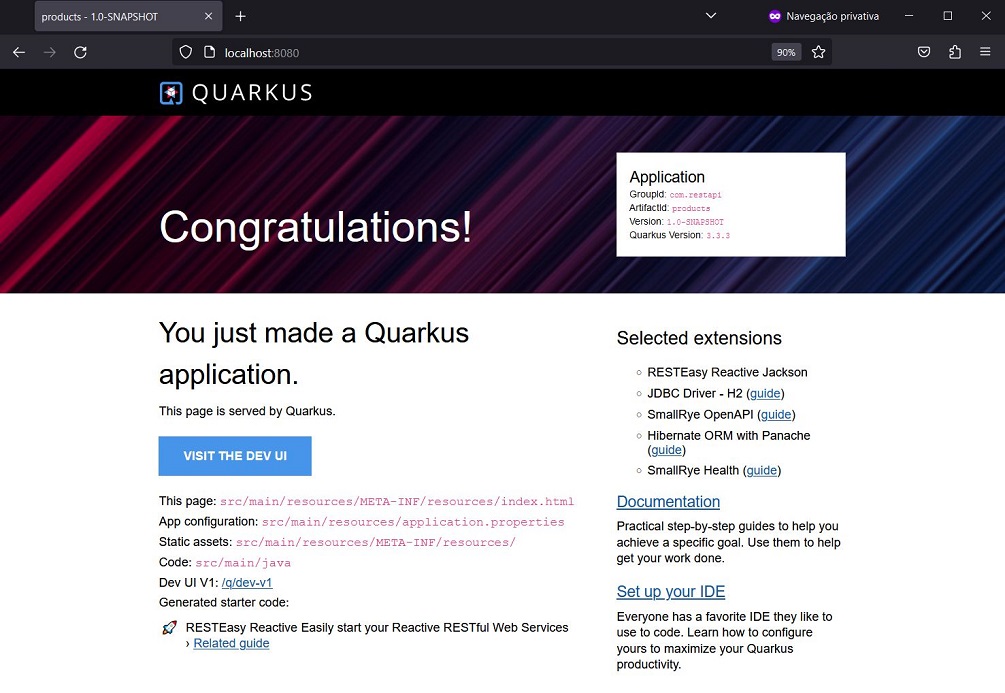 products - 1.0-SNAPSHOT
Navegação privativa
localhost:8080
90%
QUARKUS
Congratulations!
Application
GroupId: com.restapi
ArtifactId: products
Version: 1.0-SNAPSHOT
Quarkus Version: 3.3.3
You just made a Quarkus
application.
This page is served by Quarkus.
VISIT THE DEV UI
This page: src/main/resources/META-INF/resources/index.html
App configuration: src/main/resources/application.properties
Static assets: src/main/resources/META-INF/resources/
Code: src/main/java
Dev UI V1: /q/dev-v1
Generated starter code:
RESTEasy Reactive Easily start your Reactive RESTful Web Services
› Related guide
Selected extensions
RESTEasy Reactive Jackson
JDBC Driver - H2 (guide)
SmallRye OpenAPI (guide)
Hibernate ORM with Panache
(guide)
SmallRye Health (guide)
Documentation
Practical step-by-step guides to help you
achieve a specific goal. Use them to help
get your work done.
Set up your IDE
Everyone has a favorite IDE they like to
use to code. Learn how to configure
yours to maximize your Quarkus
productivity.